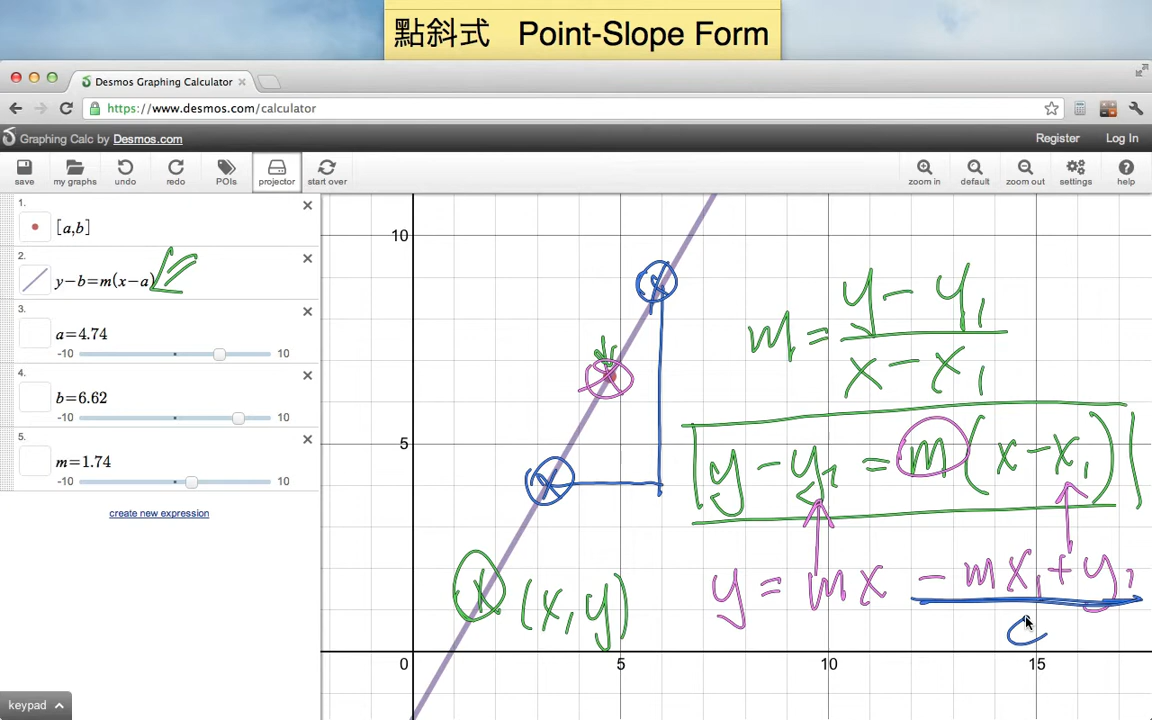 點斜式 Point-Slope Form
Desmos Graphing Calculator
https://www.desmos.com/calculator
Graphing Calc by Desmos.com
Register
Log In
save
my graphs
undo
redo
POIs
projector
start over
zoom in
default
zoom out
settings
help
1.
[a,b]
2.
y−b=m(x−a)
3.
a=4.74
-10
10
4.
b=6.62
-10
10
5.
m=1.74
-10
10
create new expression
keypad
10
5
0
5
10
15
m = (y − y₁)/(x − x₁)
y − y₁ = m(x − x₁)
y = mx − mx₁ + y₁
c
(x, y)